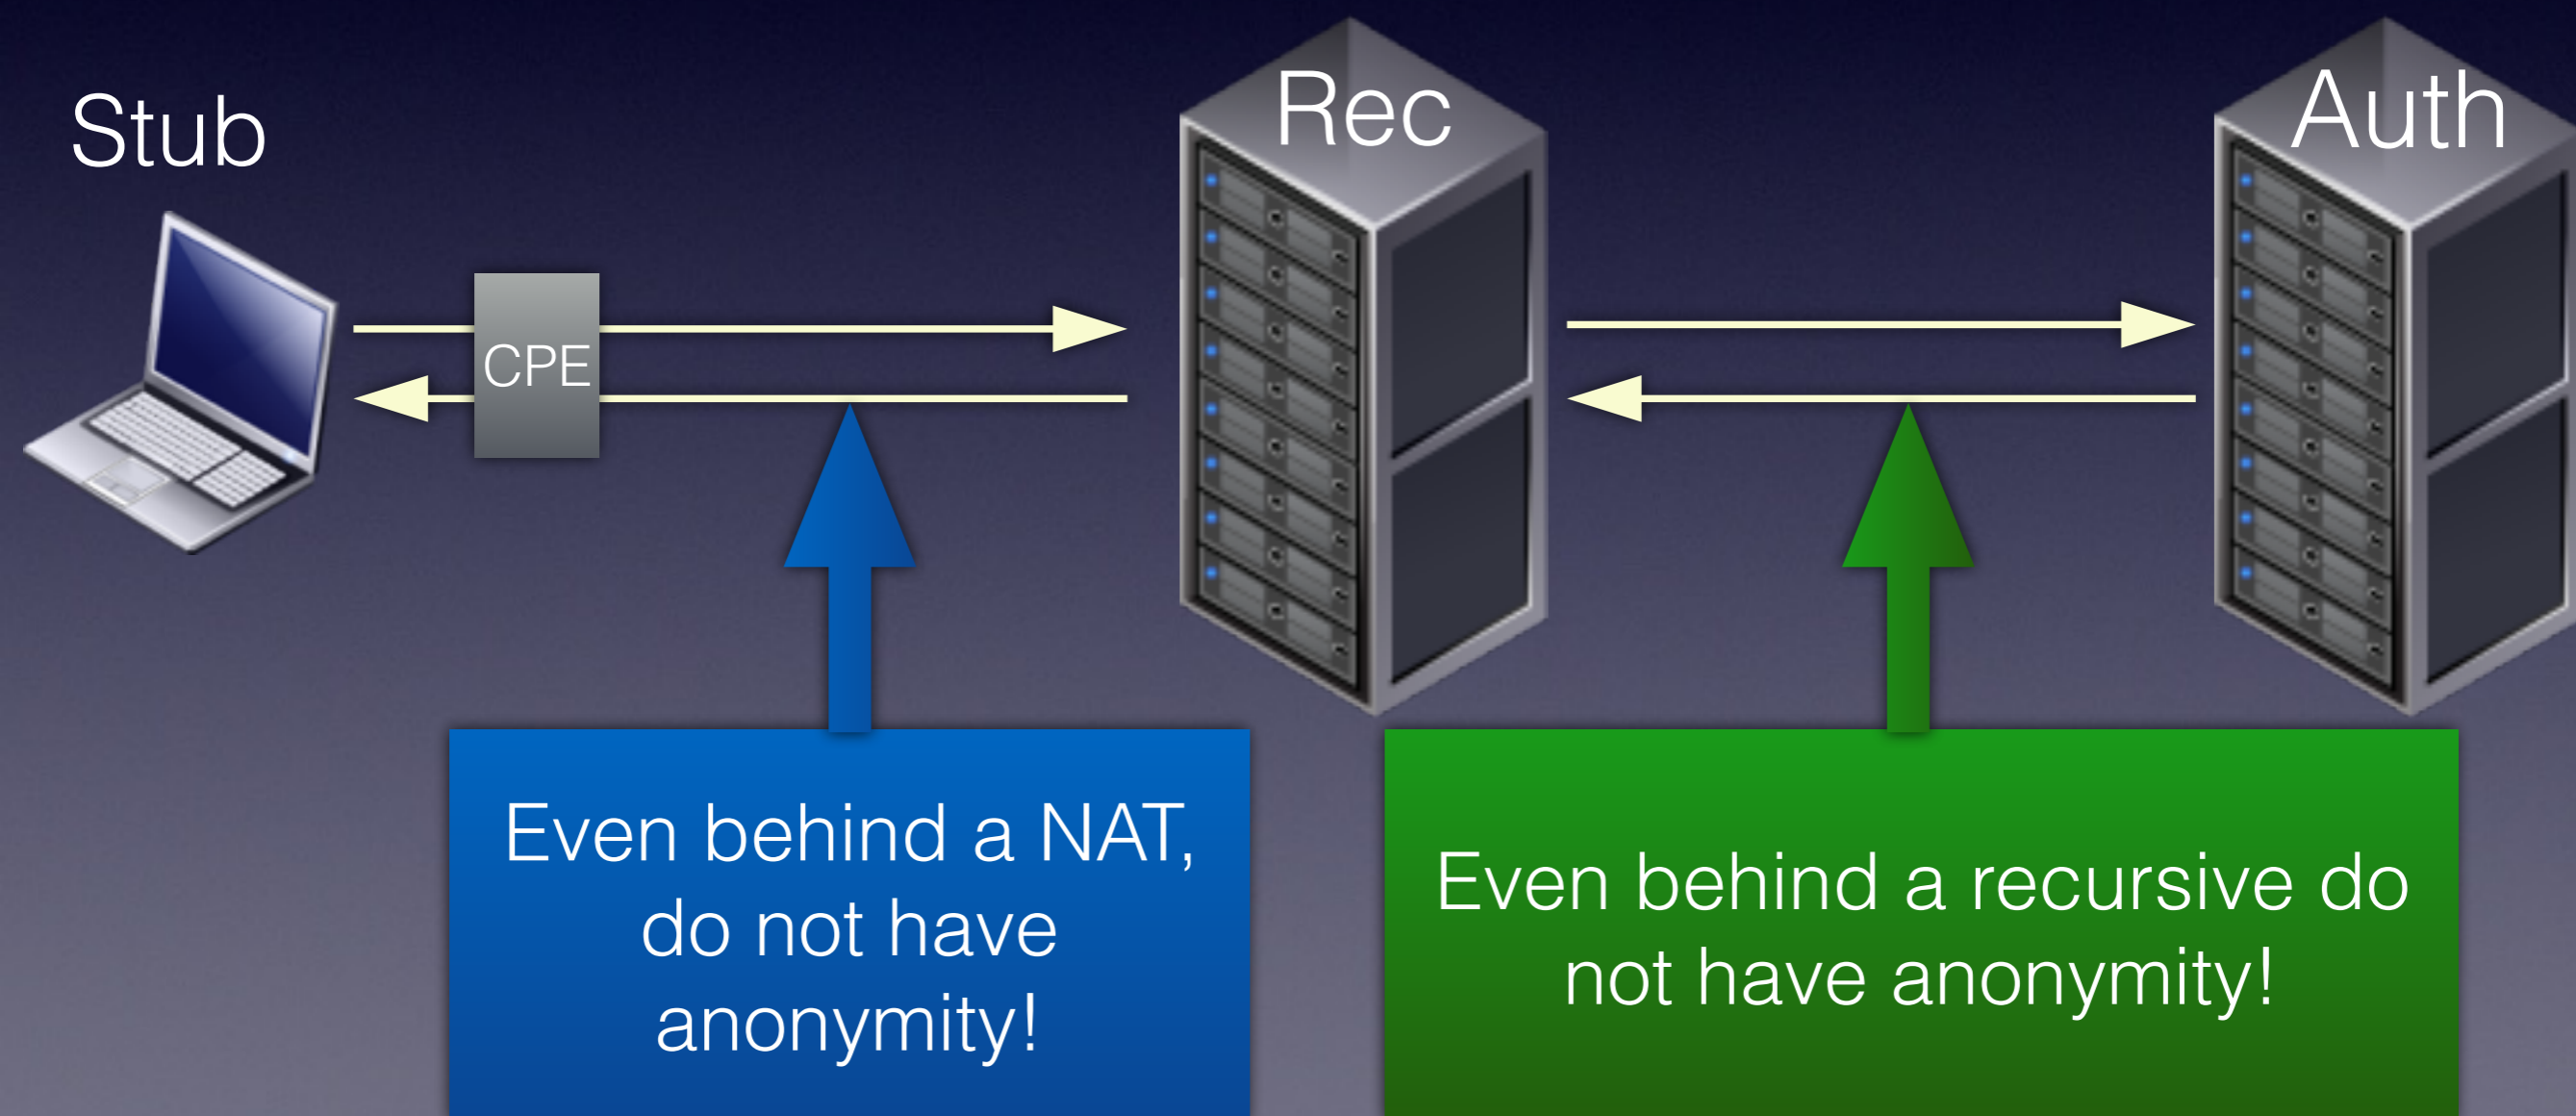 Stub
Rec
Auth
CPE
Even behind a NAT,
do not have
anonymity!
Even behind a recursive do
not have anonymity!